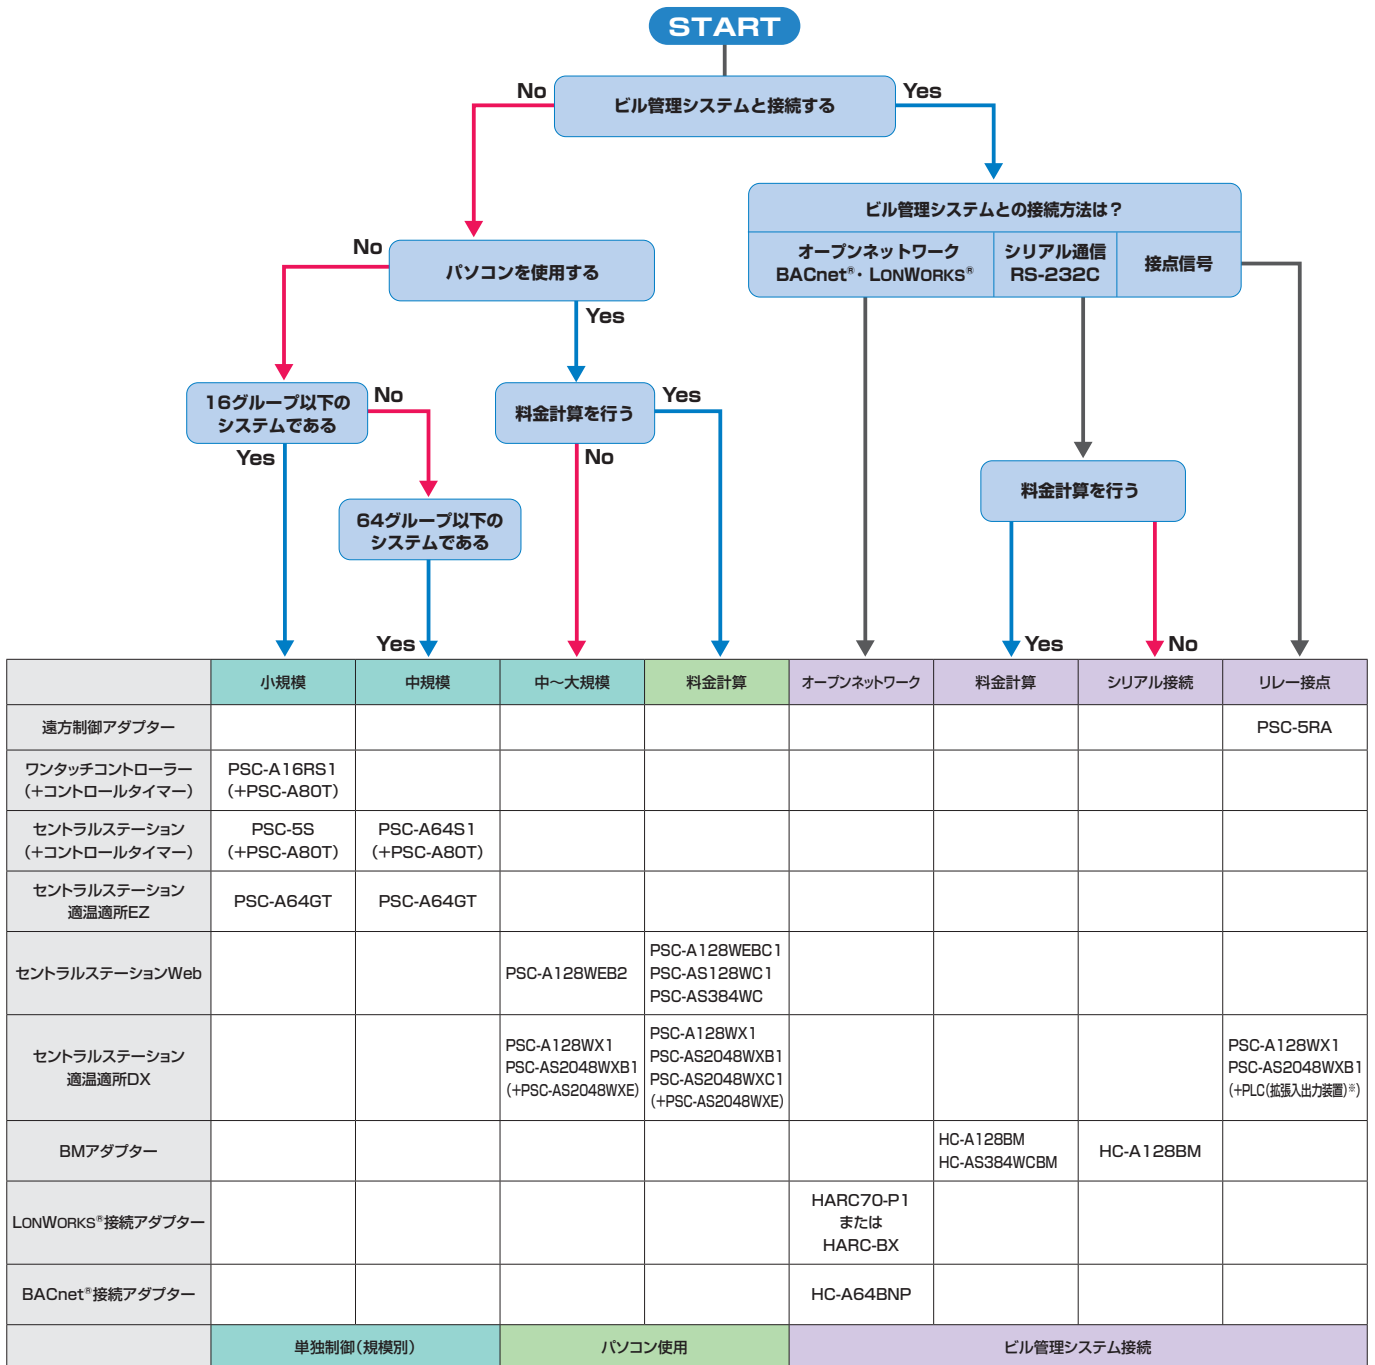 START
No
Yes
ビル管理システムと接続する
ビル管理システムとの接続方法は？
オープンネットワーク
BACnet®・LONWORKS®
シリアル通信
RS-232C
接点信号
No
パソコンを使用する
Yes
16グループ以下の
システムである
No
Yes
料金計算を行う
Yes
No
料金計算を行う
64グループ以下の
システムである
Yes
Yes
No
小規模
中規模
中～大規模
料金計算
オープンネットワーク
料金計算
シリアル接続
リレー接点
遠方制御アダプター
PSC-5RA
ワンタッチコントローラー
（＋コントロールタイマー）
PSC-A16RS1
（＋PSC-A80T）
セントラルステーション
（＋コントロールタイマー）
PSC-5S
（＋PSC-A80T）
PSC-A64S1
（＋PSC-A80T）
セントラルステーション
適温適所EZ
PSC-A64GT
PSC-A64GT
セントラルステーションWeb
PSC-A128WEB2
PSC-A128WEBC1
PSC-AS128WC1
PSC-AS384WC
セントラルステーション
適温適所DX
PSC-A128WX1
PSC-AS2048WXB1
（＋PSC-AS2048WXE）
PSC-A128WX1
PSC-AS2048WXB1
PSC-AS2048WXC1
（＋PSC-AS2048WXE）
PSC-A128WX1
PSC-AS2048WXB1
（＋PLC（拡張入出力装置）※）
BMアダプター
HC-A128BM
HC-AS384WCBM
HC-A128BM
LONWORKS®接続アダプター
HARC70-P1
または
HARC-BX
BACnet®接続アダプター
HC-A64BNP
単独制御（規模別）
パソコン使用
ビル管理システム接続